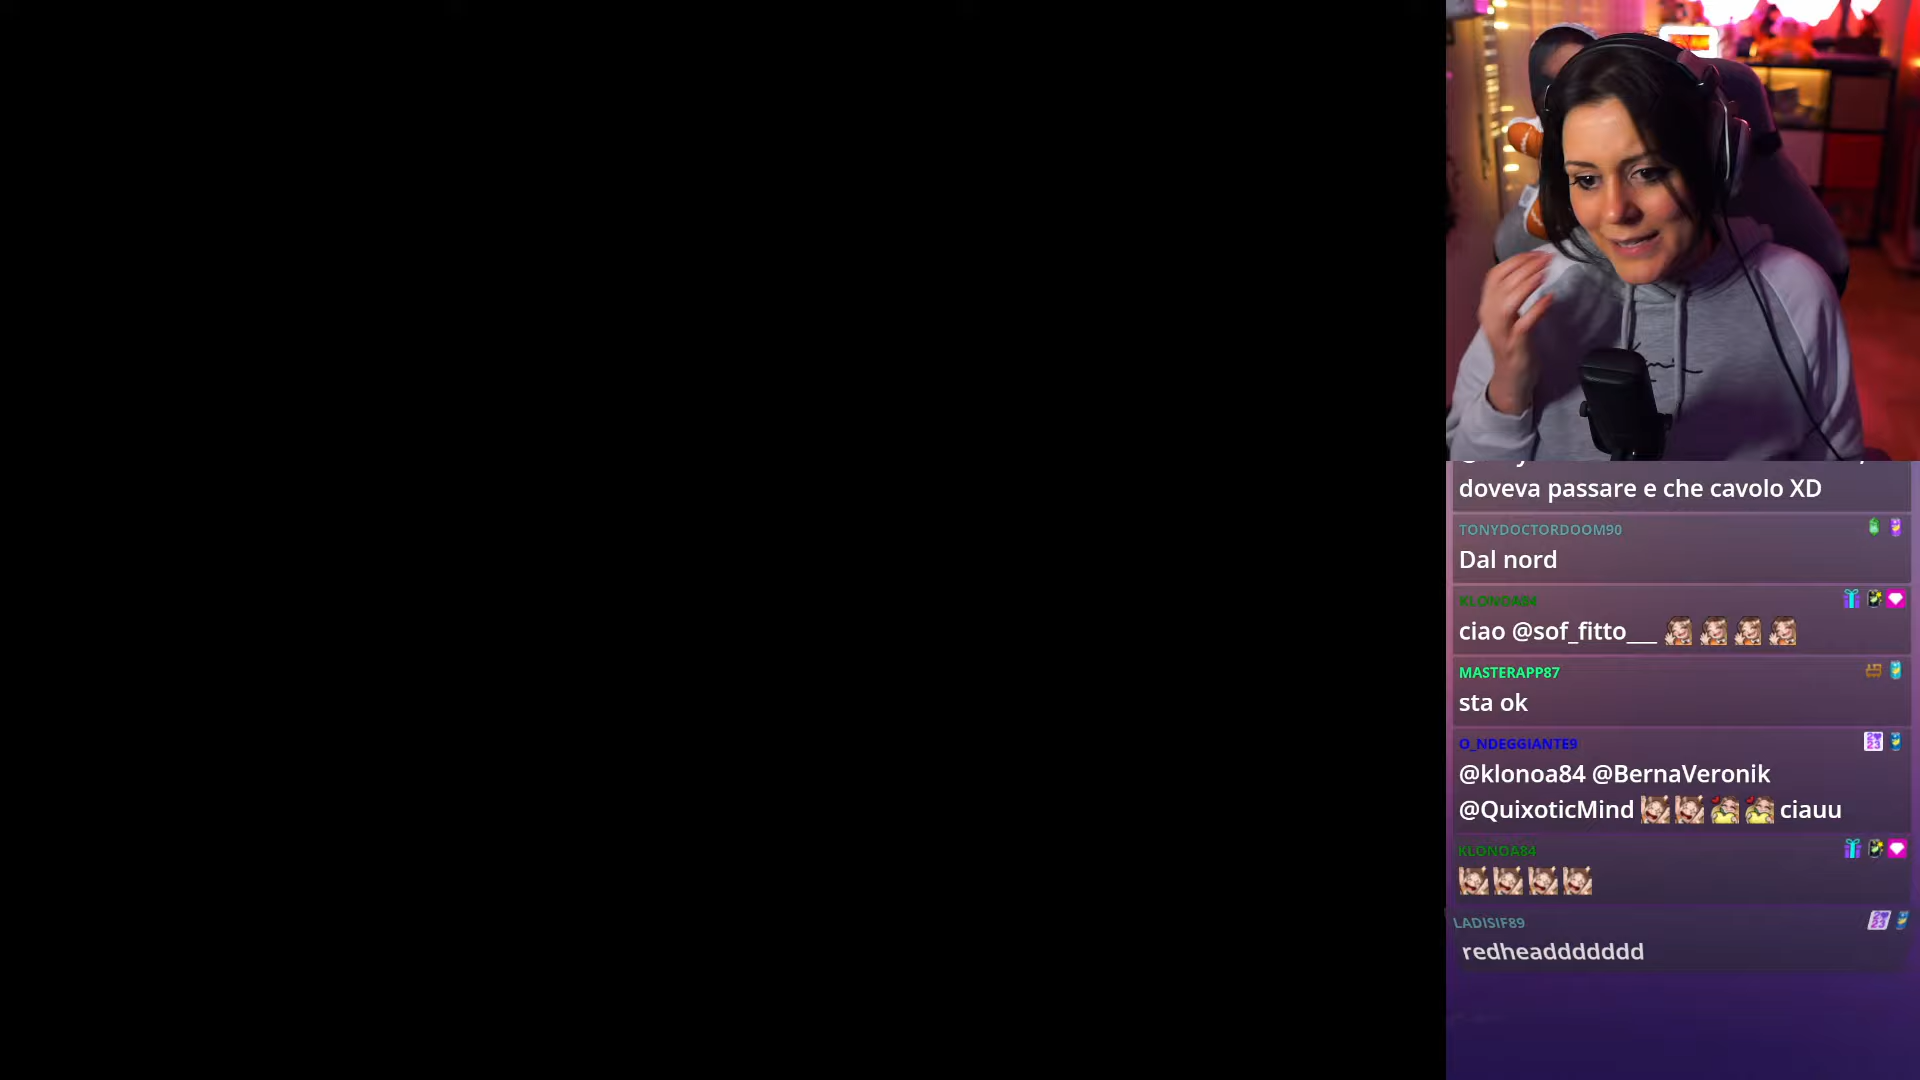 doveva passare e che cavolo XD
TONYDOCTORDOOM90
Dal nord
KLONOA84
ciao @sof_fitto___
MASTERAPP87
sta ok
O_NDEGGIANTE9
@klonoa84 @BernaVeronik
@QuixoticMind ciauu
KLONOA84
LADISIF89
redheaddddddd